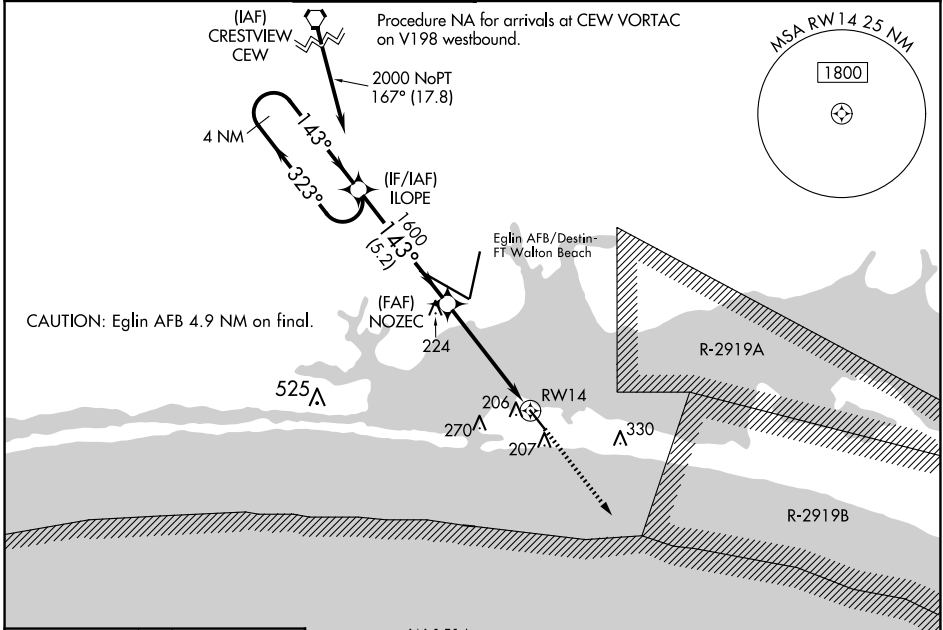 (IAF)
CRESTVIEW
CEW
Procedure NA for arrivals at CEW VORTAC
on V198 westbound.
MSA RW14 25 NM
1800
2000 NoPT
167° (17.8)
4 NM
143°
323°
(IF/IAF)
ILOPE
1600
143°
(5.2)
Eglin AFB/Destin-
FT Walton Beach
(FAF)
NOZEC
224
CAUTION: Eglin AFB 4.9 NM on final.
R-2919A
525
206
RW14
270
207
330
R-2919B